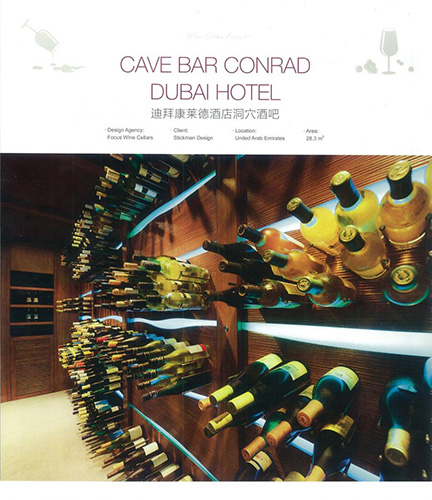 CAVE BAR CONRAD
DUBAI HOTEL
迪拜康莱德酒店洞穴酒吧
· Design Agency:
Focus Wine Cellars
· Client:
Stickman Design
· Location:
United Arab Emirates
· Area:
28.3 m²